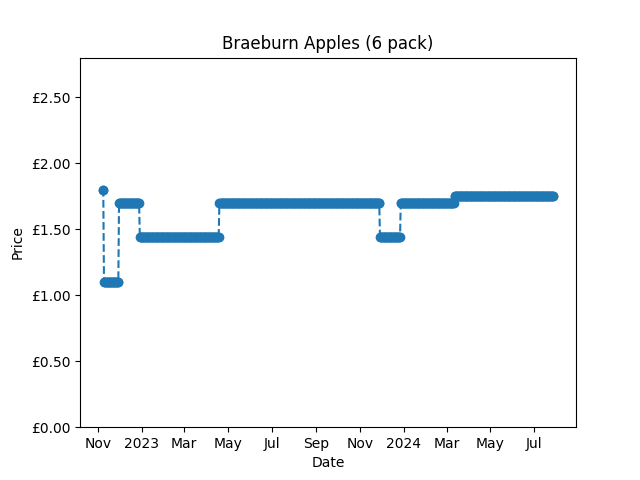 Braeburn Apples (6 pack)
£2.50
£2.00
£1.50
£1.00
£0.50
£0.00
Price
Nov 2023 Mar May Jul Sep Nov 2024 Mar May Jul
Date